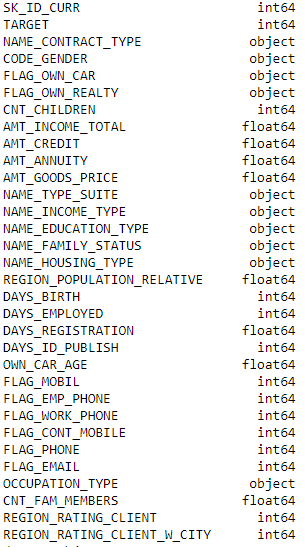 SK_ID_CURR int64
TARGET int64
NAME_CONTRACT_TYPE object
CODE_GENDER object
FLAG_OWN_CAR object
FLAG_OWN_REALTY object
CNT_CHILDREN int64
AMT_INCOME_TOTAL float64
AMT_CREDIT float64
AMT_ANNUITY float64
AMT_GOODS_PRICE float64
NAME_TYPE_SUITE object
NAME_INCOME_TYPE object
NAME_EDUCATION_TYPE object
NAME_FAMILY_STATUS object
NAME_HOUSING_TYPE object
REGION_POPULATION_RELATIVE float64
DAYS_BIRTH int64
DAYS_EMPLOYED int64
DAYS_REGISTRATION float64
DAYS_ID_PUBLISH int64
OWN_CAR_AGE float64
FLAG_MOBIL int64
FLAG_EMP_PHONE int64
FLAG_WORK_PHONE int64
FLAG_CONT_MOBILE int64
FLAG_PHONE int64
FLAG_EMAIL int64
OCCUPATION_TYPE object
CNT_FAM_MEMBERS float64
REGION_RATING_CLIENT int64
REGION_RATING_CLIENT_W_CITY int64